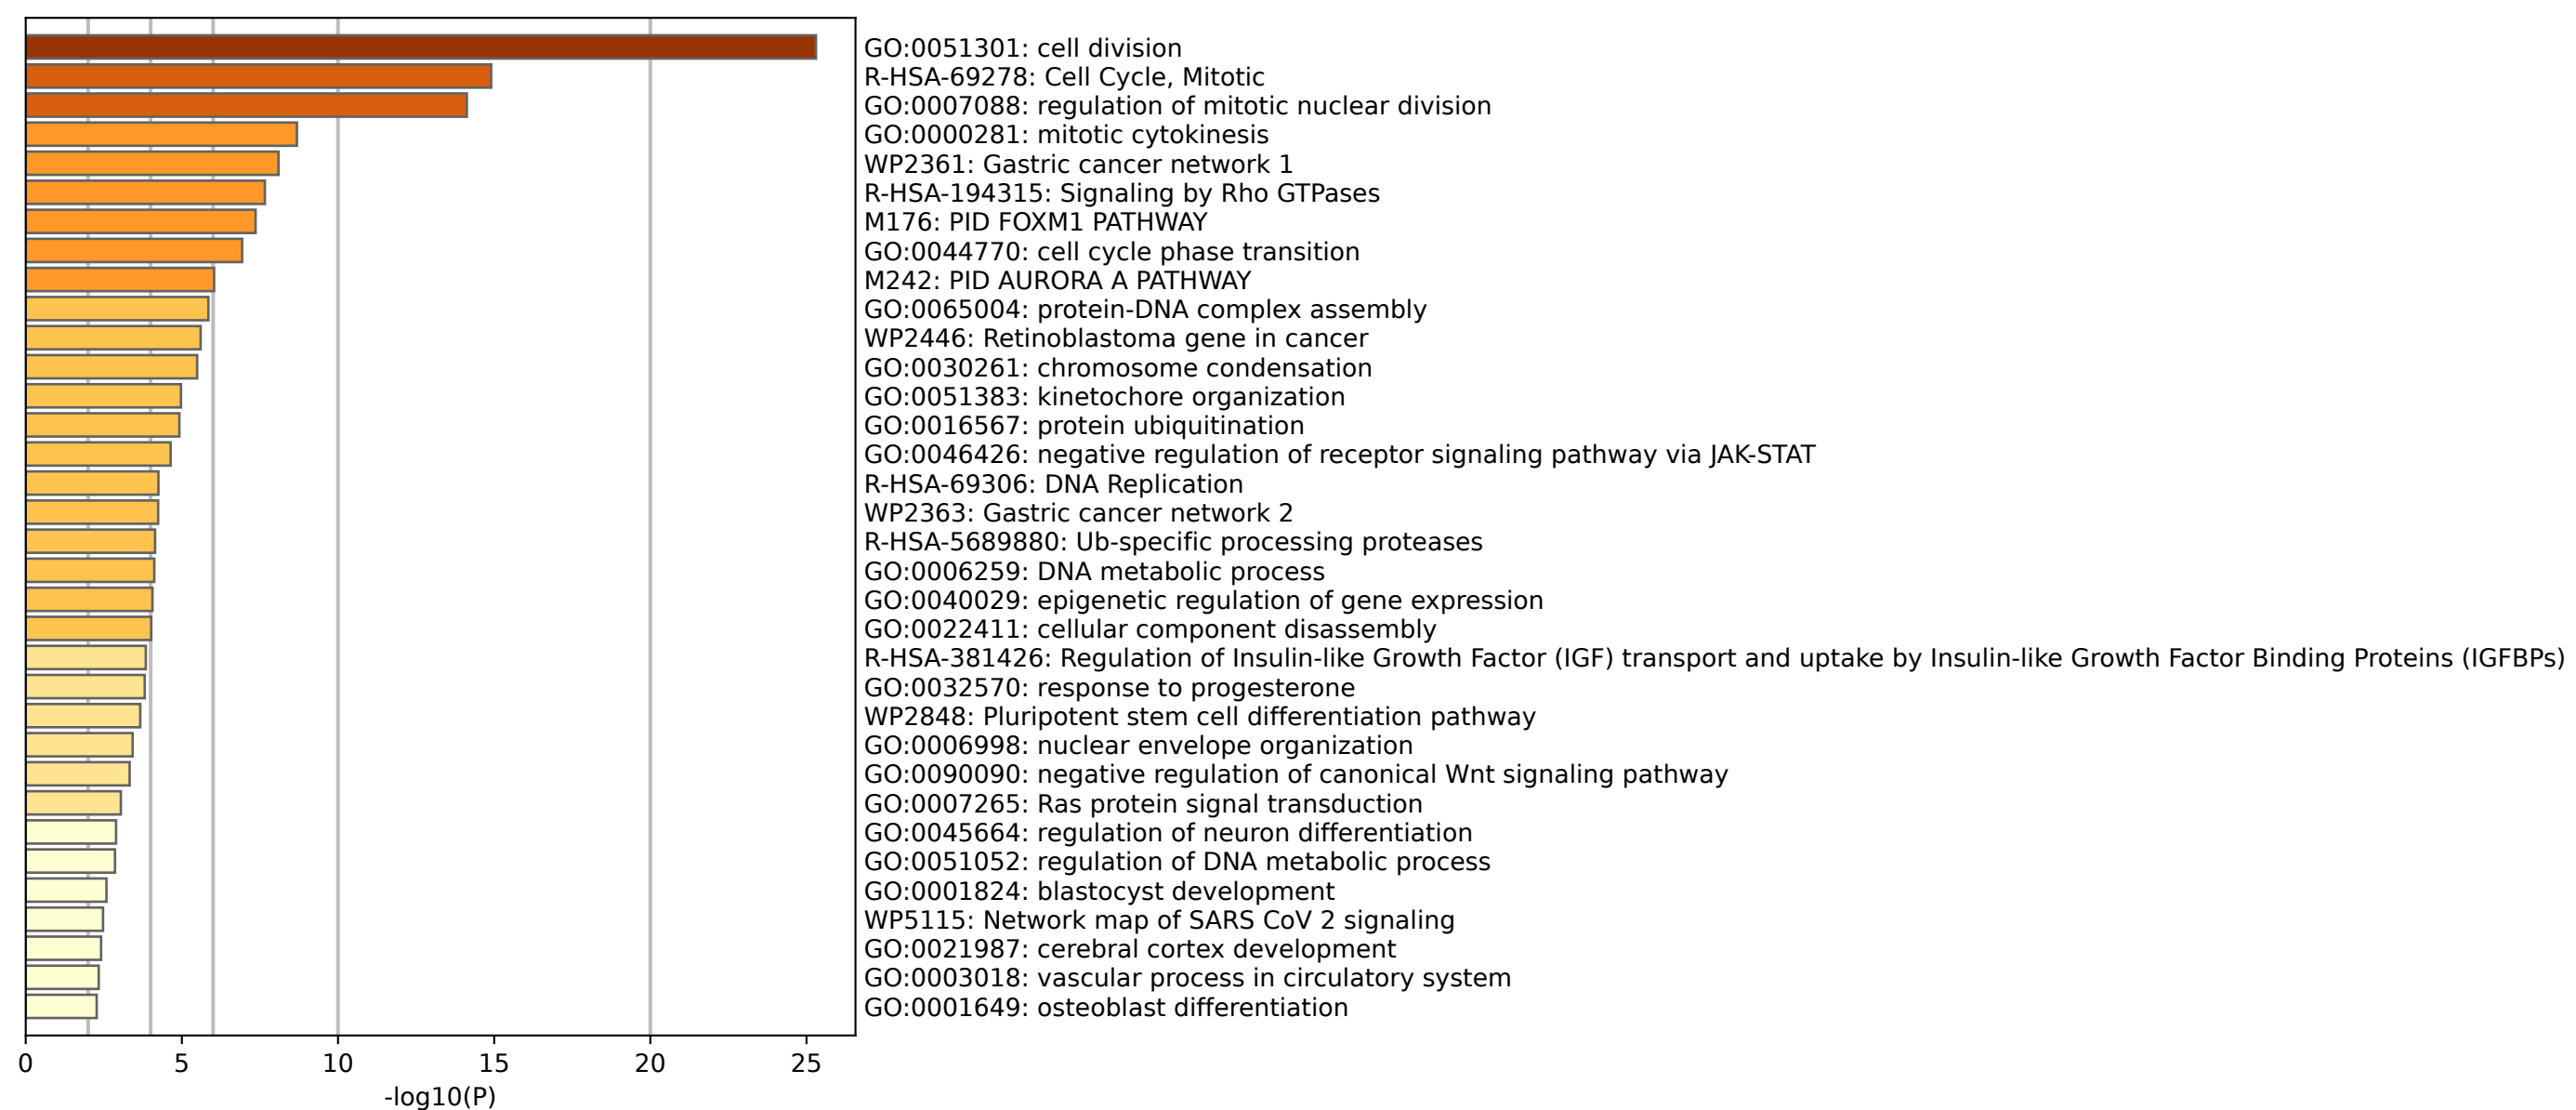 GO:0051301: cell division
R-HSA-69278: Cell Cycle, Mitotic
GO:0007088: regulation of mitotic nuclear division
GO:0000281: mitotic cytokinesis
WP2361: Gastric cancer network 1
R-HSA-194315: Signaling by Rho GTPases
M176: PID FOXM1 PATHWAY
GO:0044770: cell cycle phase transition
M242: PID AURORA A PATHWAY
GO:0065004: protein-DNA complex assembly
WP2446: Retinoblastoma gene in cancer
GO:0030261: chromosome condensation
GO:0051383: kinetochore organization
GO:0016567: protein ubiquitination
GO:0046426: negative regulation of receptor signaling pathway via JAK-STAT
R-HSA-69306: DNA Replication
WP2363: Gastric cancer network 2
R-HSA-5689880: Ub-specific processing proteases
GO:0006259: DNA metabolic process
GO:0040029: epigenetic regulation of gene expression
GO:0022411: cellular component disassembly
R-HSA-381426: Regulation of Insulin-like Growth Factor (IGF) transport and uptake by Insulin-like Growth Factor Binding Proteins (IGFBPs)
GO:0032570: response to progesterone
WP2848: Pluripotent stem cell differentiation pathway
GO:0006998: nuclear envelope organization
GO:0090090: negative regulation of canonical Wnt signaling pathway
GO:0007265: Ras protein signal transduction
GO:0045664: regulation of neuron differentiation
GO:0051052: regulation of DNA metabolic process
GO:0001824: blastocyst development
WP5115: Network map of SARS CoV 2 signaling
GO:0021987: cerebral cortex development
GO:0003018: vascular process in circulatory system
GO:0001649: osteoblast differentiation
0 5 10 15 20 25
-log10(P)